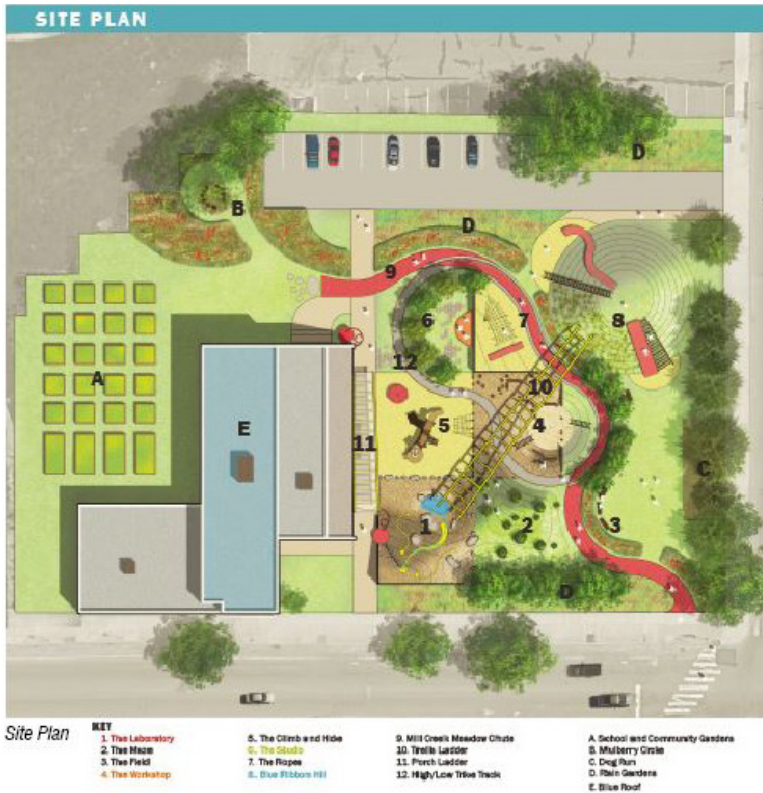 SITE PLAN
D
B
D
9
6
7
8
12
A
10
E
11
5
4
C
1
2
3
D
Site Plan
KEY
1. The Laboratory
2. The Maze
3. The Field
4. The Workshop
5. The Climb and Hide
6. The Studio
7. The Ropes
8. Blue Ribbon Hill
9. Mill Creek Meadow Chute
10. Trellis Ladder
11. Porch Ladder
12. High/Low Trike Track
A. School and Community Gardens
B. Mulberry Circle
C. Dog Run
D. Rain Gardens
E. Blue Roof